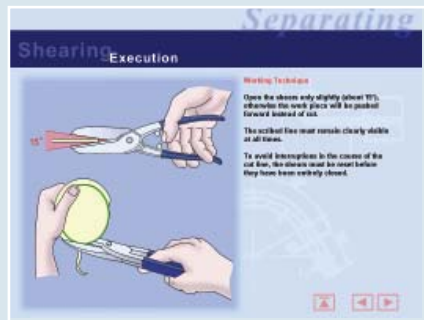 Separating
Shearing Execution
Working Technique
Open the shears only slightly (about 15°),
otherwise the work piece will be pushed
forward instead of cut.
The scribed line must remain clearly visible
at all times.
To avoid interruptions in the course of the
cut line, the shears must be reset before
they have been entirely closed.
15°